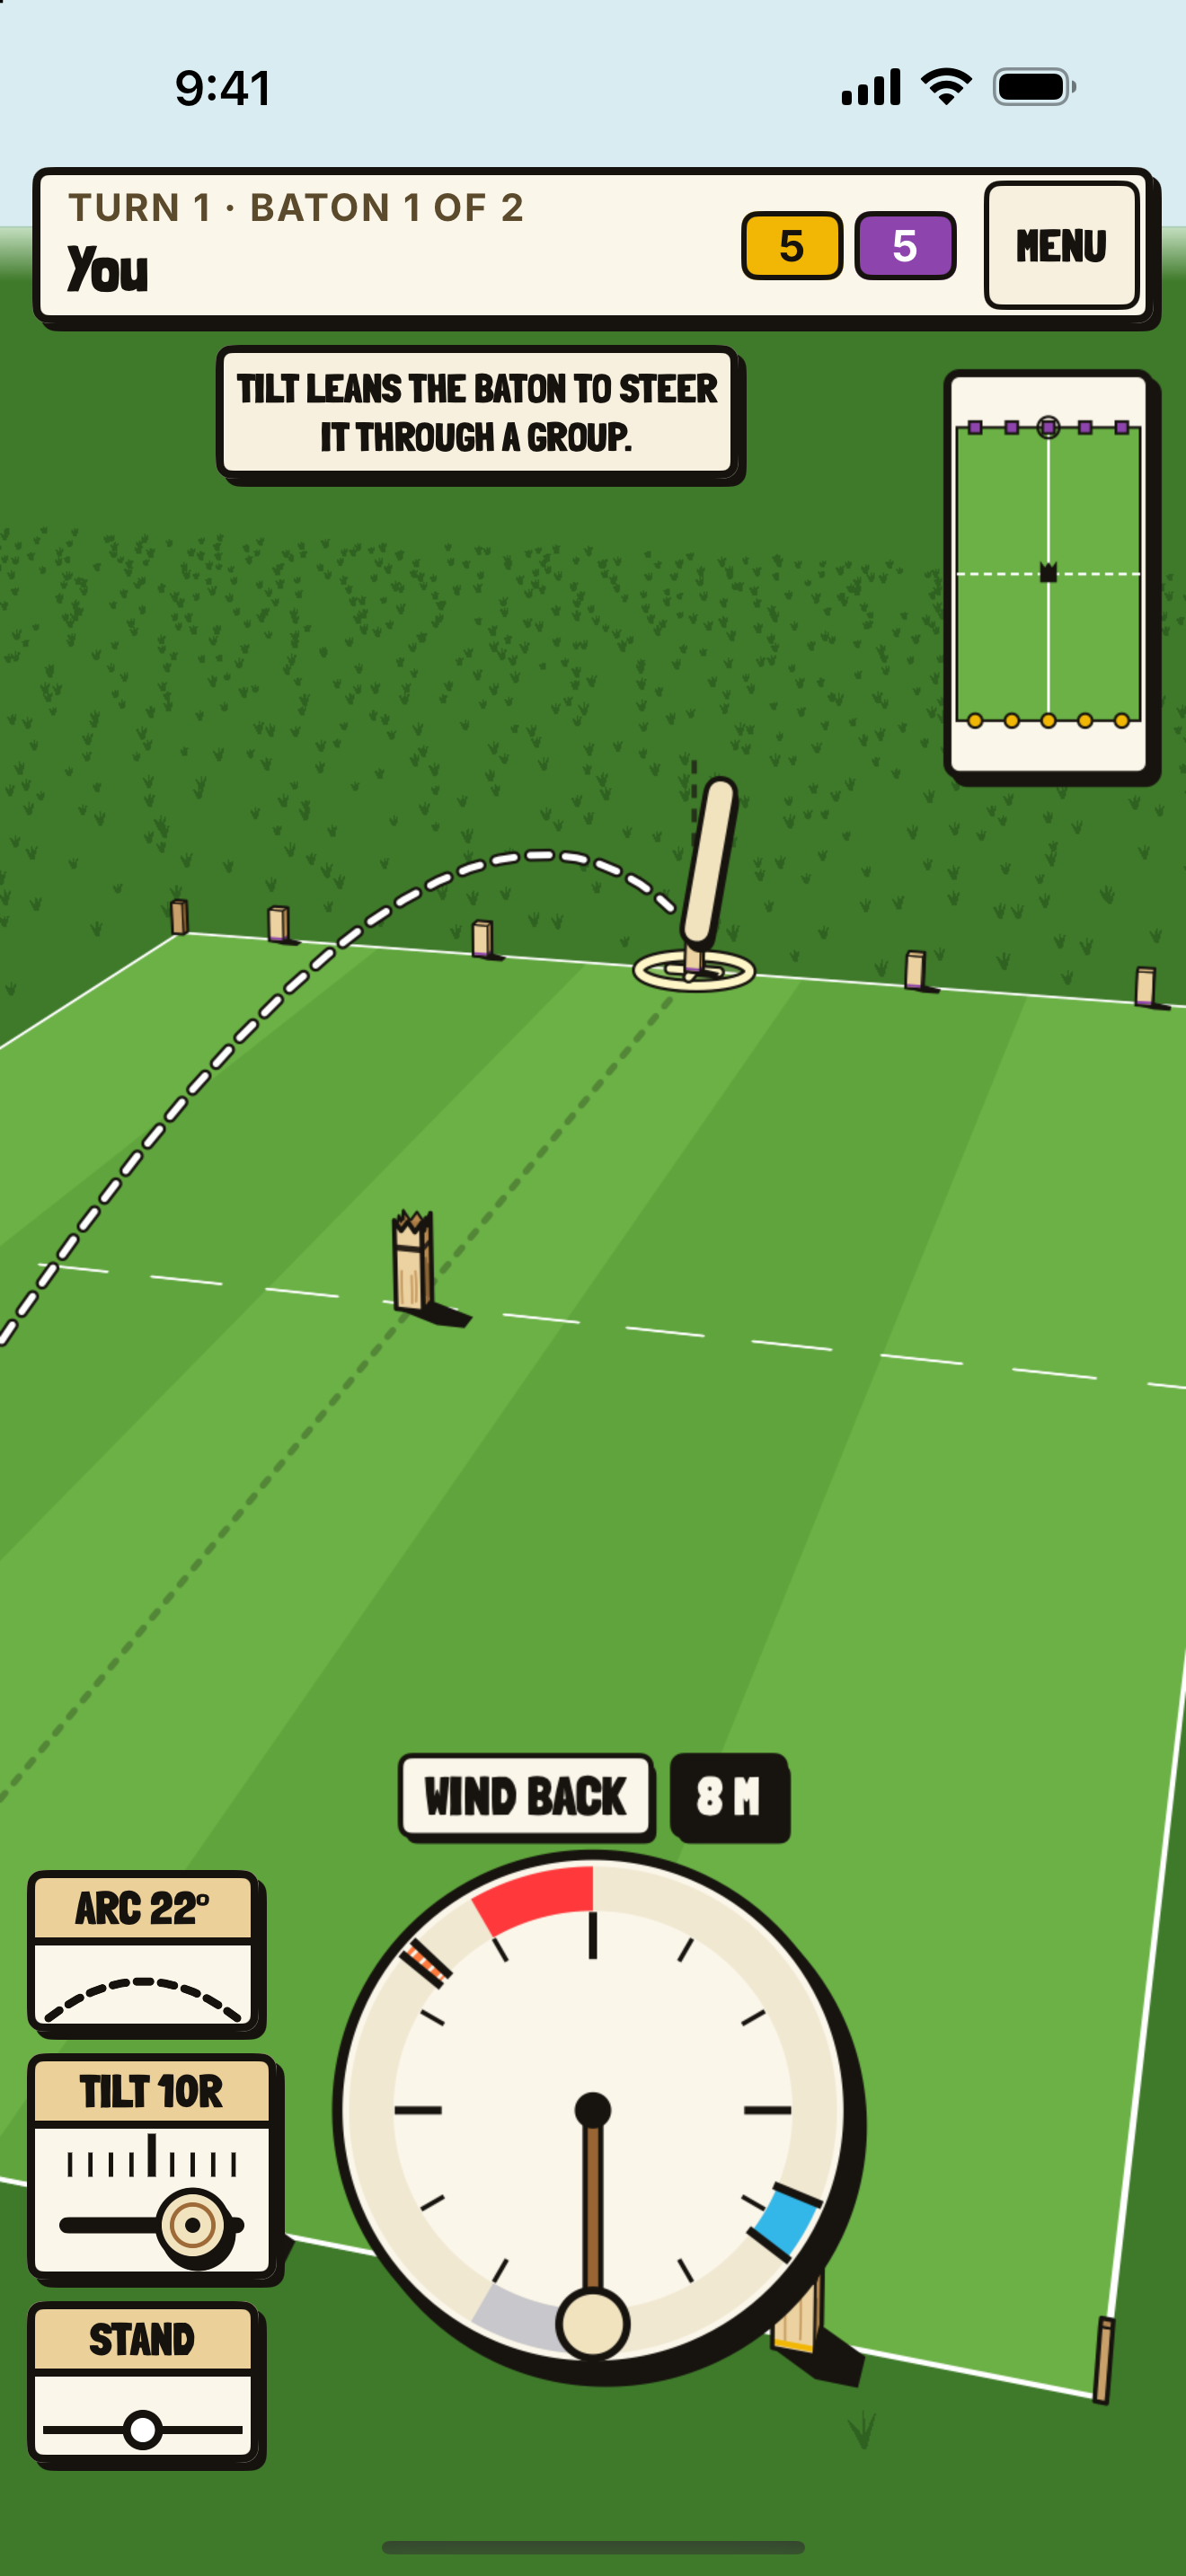 9:41
TURN 1 · BATON 1 OF 2
You
5 5
MENU
TILT LEANS THE BATON TO STEER
IT THROUGH A GROUP.
WIND BACK 8 M
ARC 22°
TILT 10R
STAND